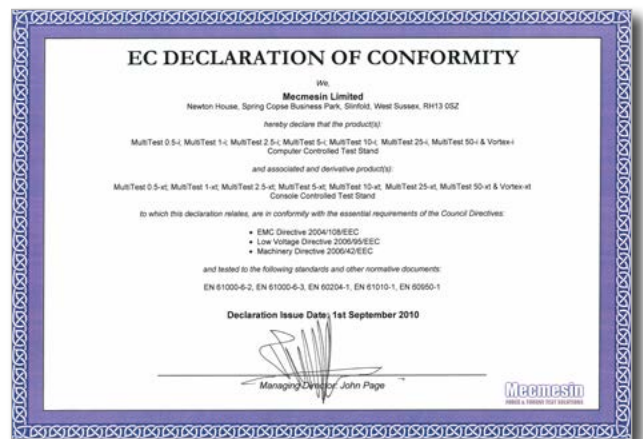 EC DECLARATION OF CONFORMITY
We,
Mecmesin Limited
Newton House, Spring Copse Business Park, Slinfold, West Sussex, RH13 0SZ
hereby declare that the product(s):
MultiTest 0.5-i; MultiTest 1-i; MultiTest 2.5-i; MultiTest 5-i; MultiTest 10-i; MultiTest 25-i, MultiTest 50-i & Vortex-i
Computer Controlled Test Stand
and associated and derivative product(s):
MultiTest 0.5-xt; MultiTest 1-xt; MultiTest 2.5-xt; MultiTest 5-xt; MultiTest 10-xt, MultiTest 25-xt, MultiTest 50-xt & Vortex-xt
Console Controlled Test Stand
to which this declaration relates, are in conformity with the essential requirements of the Council Directives:
• EMC Directive 2004/108/EEC
• Low Voltage Directive 2006/95/EEC
• Machinery Directive 2006/42/EEC
and tested to the following standards and other normative documents:
EN 61000-6-2, EN 61000-6-3, EN 60204-1, EN 61010-1, EN 60950-1
Declaration Issue Date: 1st September 2010
Managing Director: John Page
Mecmesin
FORCE & TORQUE TEST SOLUTIONS